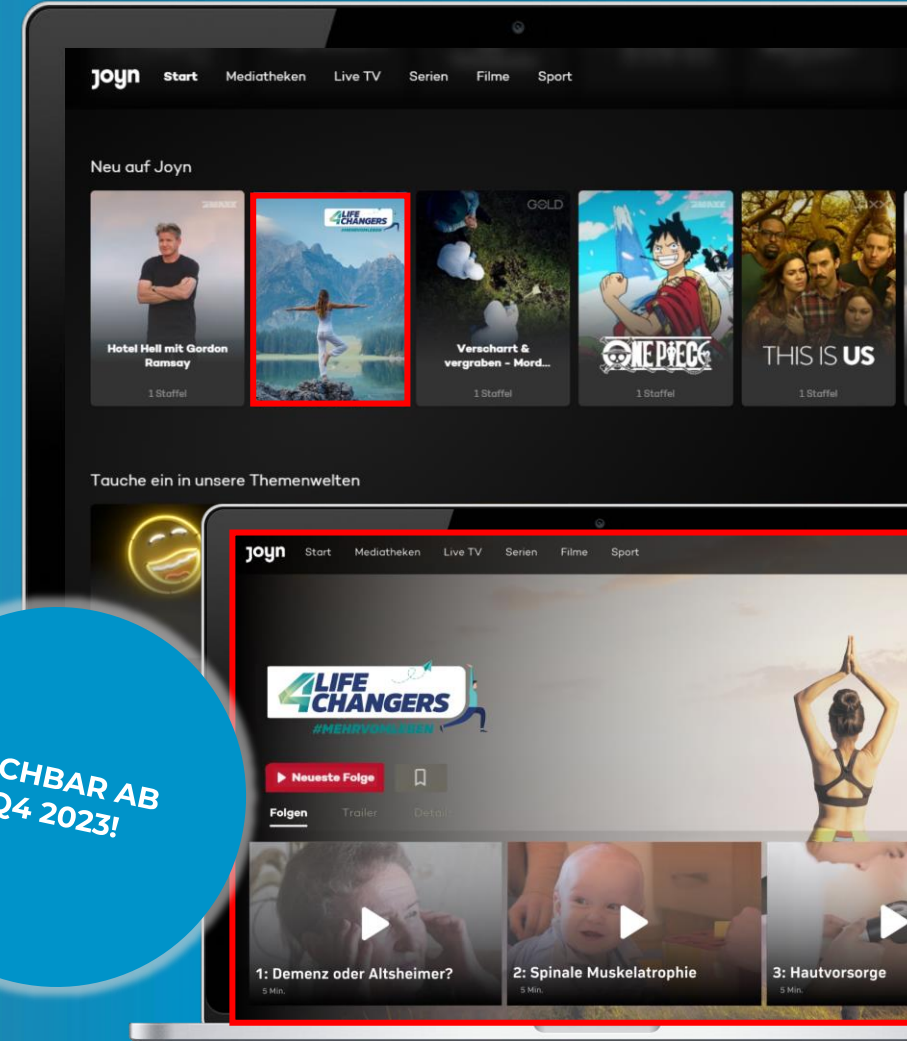 joyn Start Mediatheken Live TV Serien Filme Sport
Neu auf Joyn
GOLD
4LIFE
CHANGERS
#MEHRVOMLEBEN
Hotel Hell mit Gordon
Ramsay
1 Staffel
Verscharrt &
vergraben - Mord...
1 Staffel
ONE PIECE
1 Staffel
THIS IS US
1 Staffel
Tauche ein in unsere Themenwelten
joyn Start Mediatheken Live TV Serien Filme Sport
4LIFE
CHANGERS
#MEHRVOMLEBEN
Neueste Folge
Folgen Trailer Details
CHBAR AB
Q4 2023!
1: Demenz oder Altsheimer?
5 Min.
2: Spinale Muskelatrophie
5 Min.
3: Hautvorsorge
5 Min.